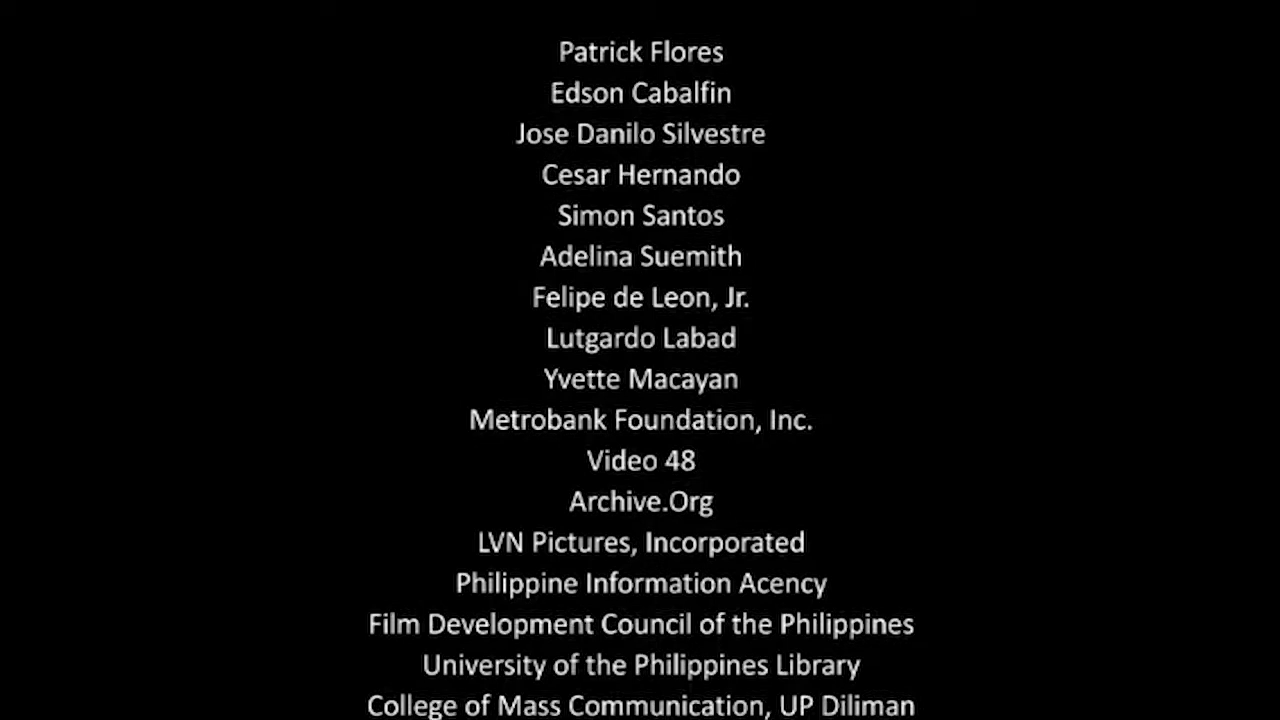 Patrick Flores
Edson Cabalfin
Jose Danilo Silvestre
Cesar Hernando
Simon Santos
Adelina Suemith
Felipe de Leon, Jr.
Lutgardo Labad
Yvette Macayan
Metrobank Foundation, Inc.
Video 48
Archive.Org
LVN Pictures, Incorporated
Philippine Information Acency
Film Development Council of the Philippines
University of the Philippines Library
College of Mass Communication, UP Diliman